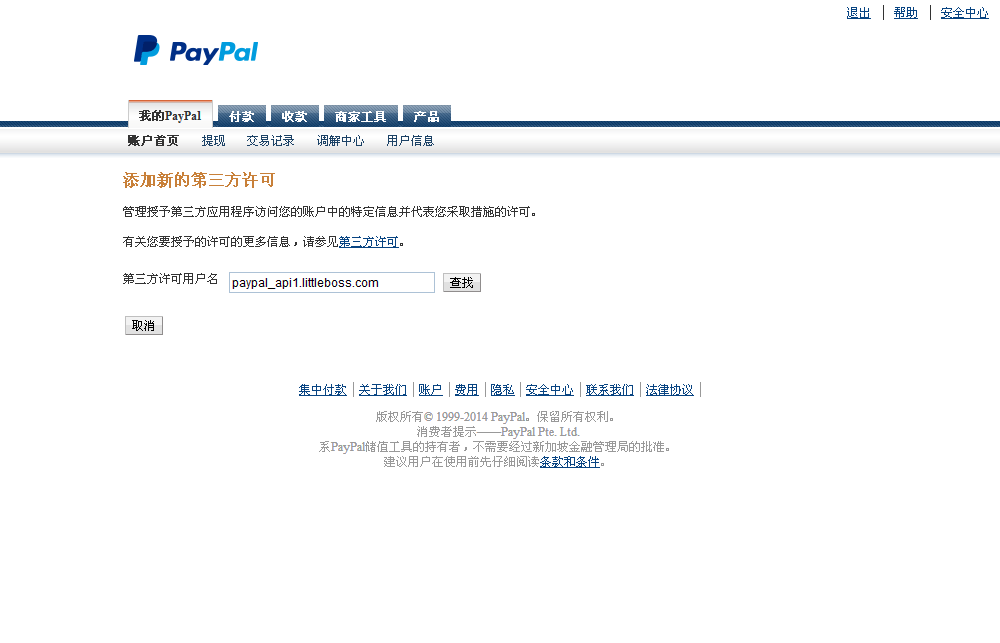 退出 帮助 安全中心
PayPal
我的PayPal 付款 收款 商家工具 产品
账户首页 提现 交易记录 调解中心 用户信息
添加新的第三方许可
管理授予第三方应用程序访问您的账户中的特定信息并代表您采取措施的许可。
有关您要授予的许可的更多信息，请参见第三方许可。
第三方许可用户名 paypal_api1.littleboss.com 查找
取消
集中付款 关于我们 账户 费用 隐私 安全中心 联系我们 法律协议
版权所有© 1999-2014 PayPal。保留所有权利。
消费者提示——PayPal Pte. Ltd.
系PayPal储值工具的持有者，不需要经过新加坡金融管理局的批准。
建议用户在使用前先仔细阅读条款和条件。